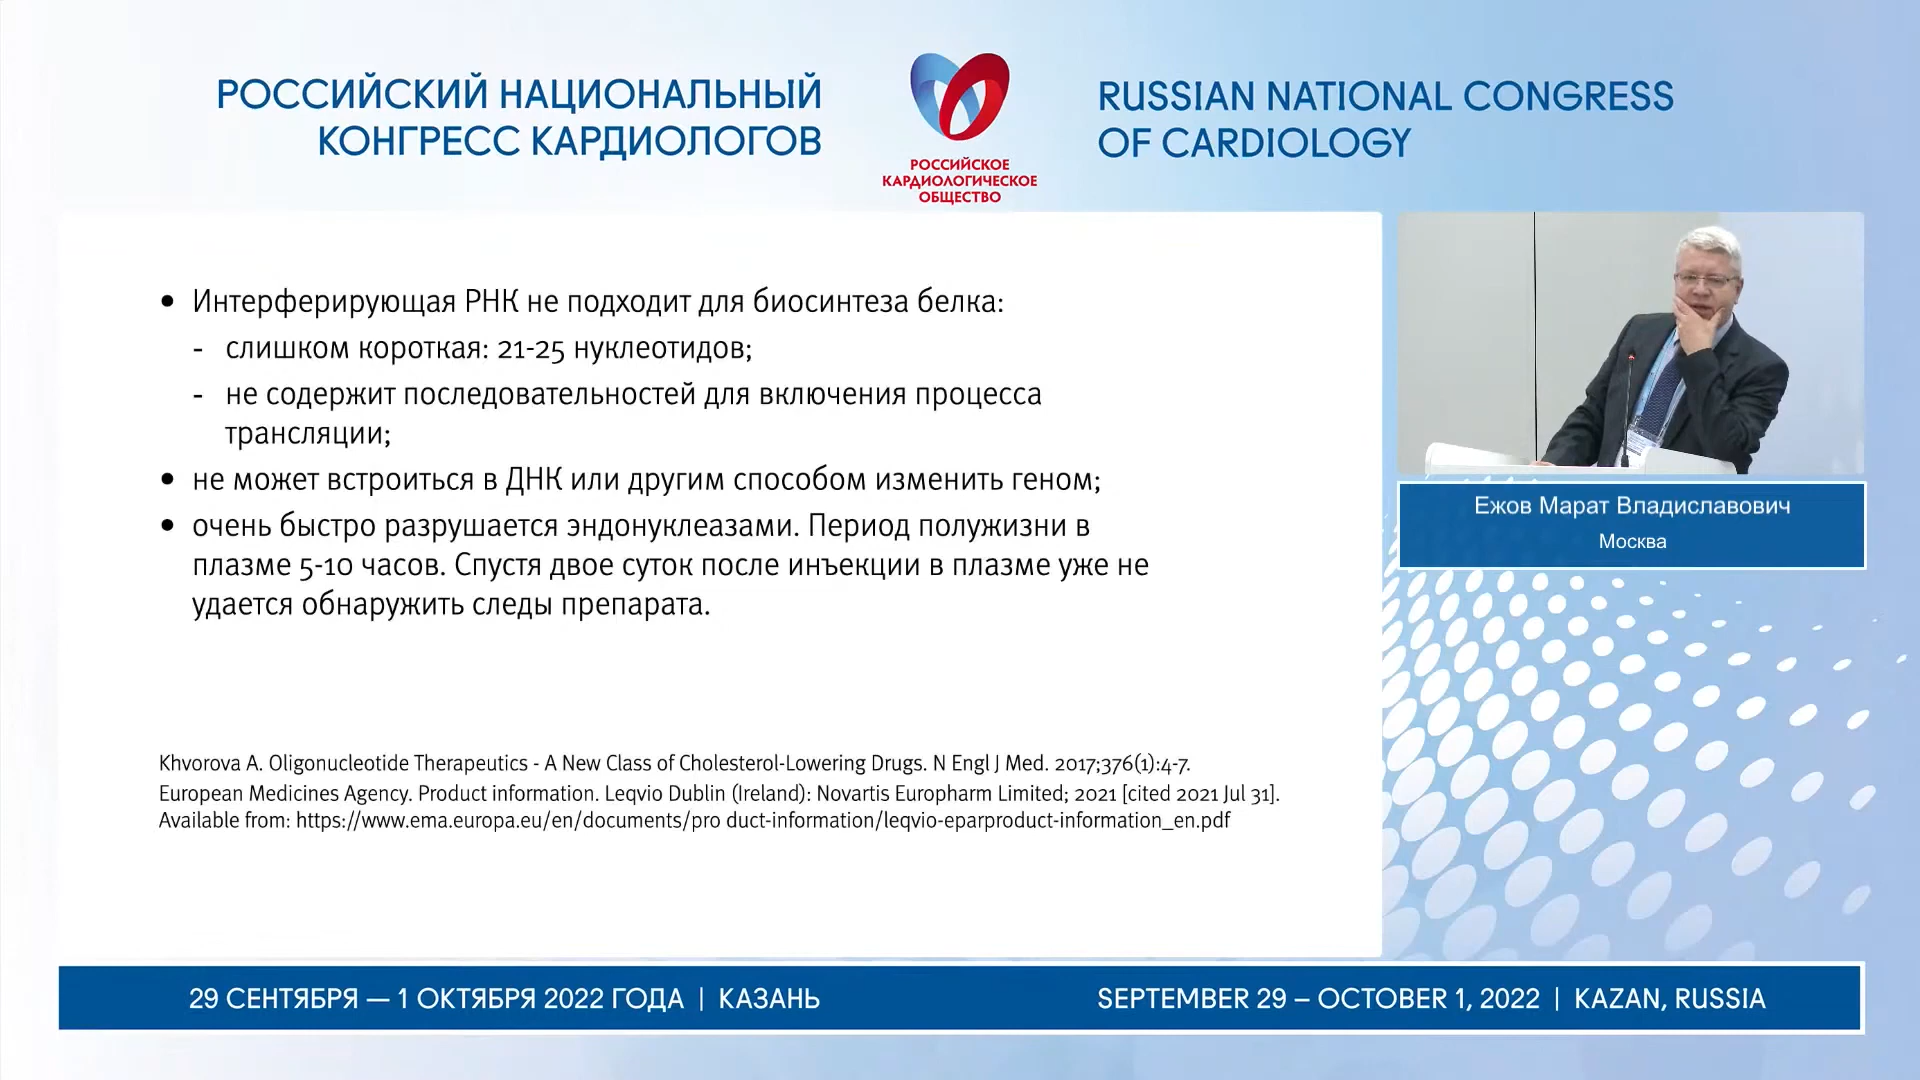 РОССИЙСКИЙ НАЦИОНАЛЬНЫЙ
КОНГРЕСС КАРДИОЛОГОВ
РОССИЙСКОЕ
КАРДИОЛОГИЧЕСКОЕ
ОБЩЕСТВО
RUSSIAN NATIONAL CONGRESS
OF CARDIOLOGY
• Интерферирующая РНК не подходит для биосинтеза белка:
- слишком короткая: 21-25 нуклеотидов;
- не содержит последовательностей для включения процесса
трансляции;
• не может встроиться в ДНК или другим способом изменить геном;
• очень быстро разрушается эндонуклеазами. Период полужизни в
плазме 5-10 часов. Спустя двое суток после инъекции в плазме уже не
удается обнаружить следы препарата.
Khvorova A. Oligonucleotide Therapeutics - A New Class of Cholesterol-Lowering Drugs. N Engl J Med. 2017;376(1):4-7.
European Medicines Agency. Product information. Leqvio Dublin (Ireland): Novartis Europharm Limited; 2021 [cited 2021 Jul 31].
Available from: https://www.ema.europa.eu/en/documents/pro duct-information/leqvio-eparproduct-information_en.pdf
Ежов Марат Владиславович
Москва
29 СЕНТЯБРЯ — 1 ОКТЯБРЯ 2022 ГОДА | КАЗАНЬ
SEPTEMBER 29 – OCTOBER 1, 2022 | KAZAN, RUSSIA